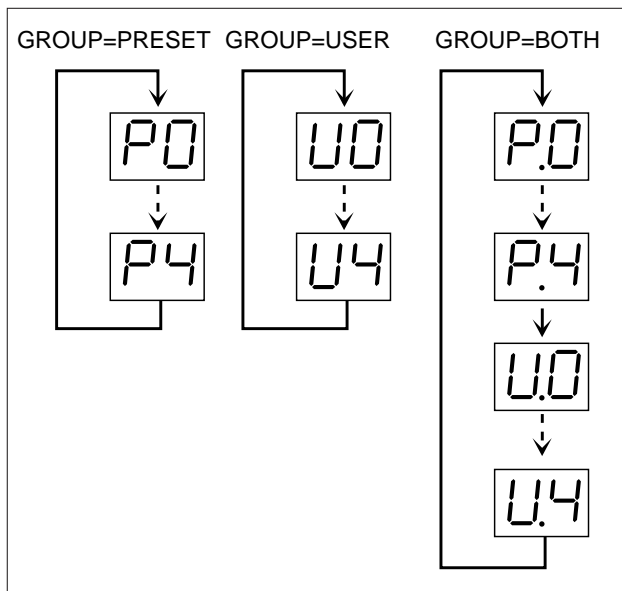 GROUP=PRESET GROUP=USER GROUP=BOTH
P0 U0 P.0
P4 U4 P.4
U.0
U.4